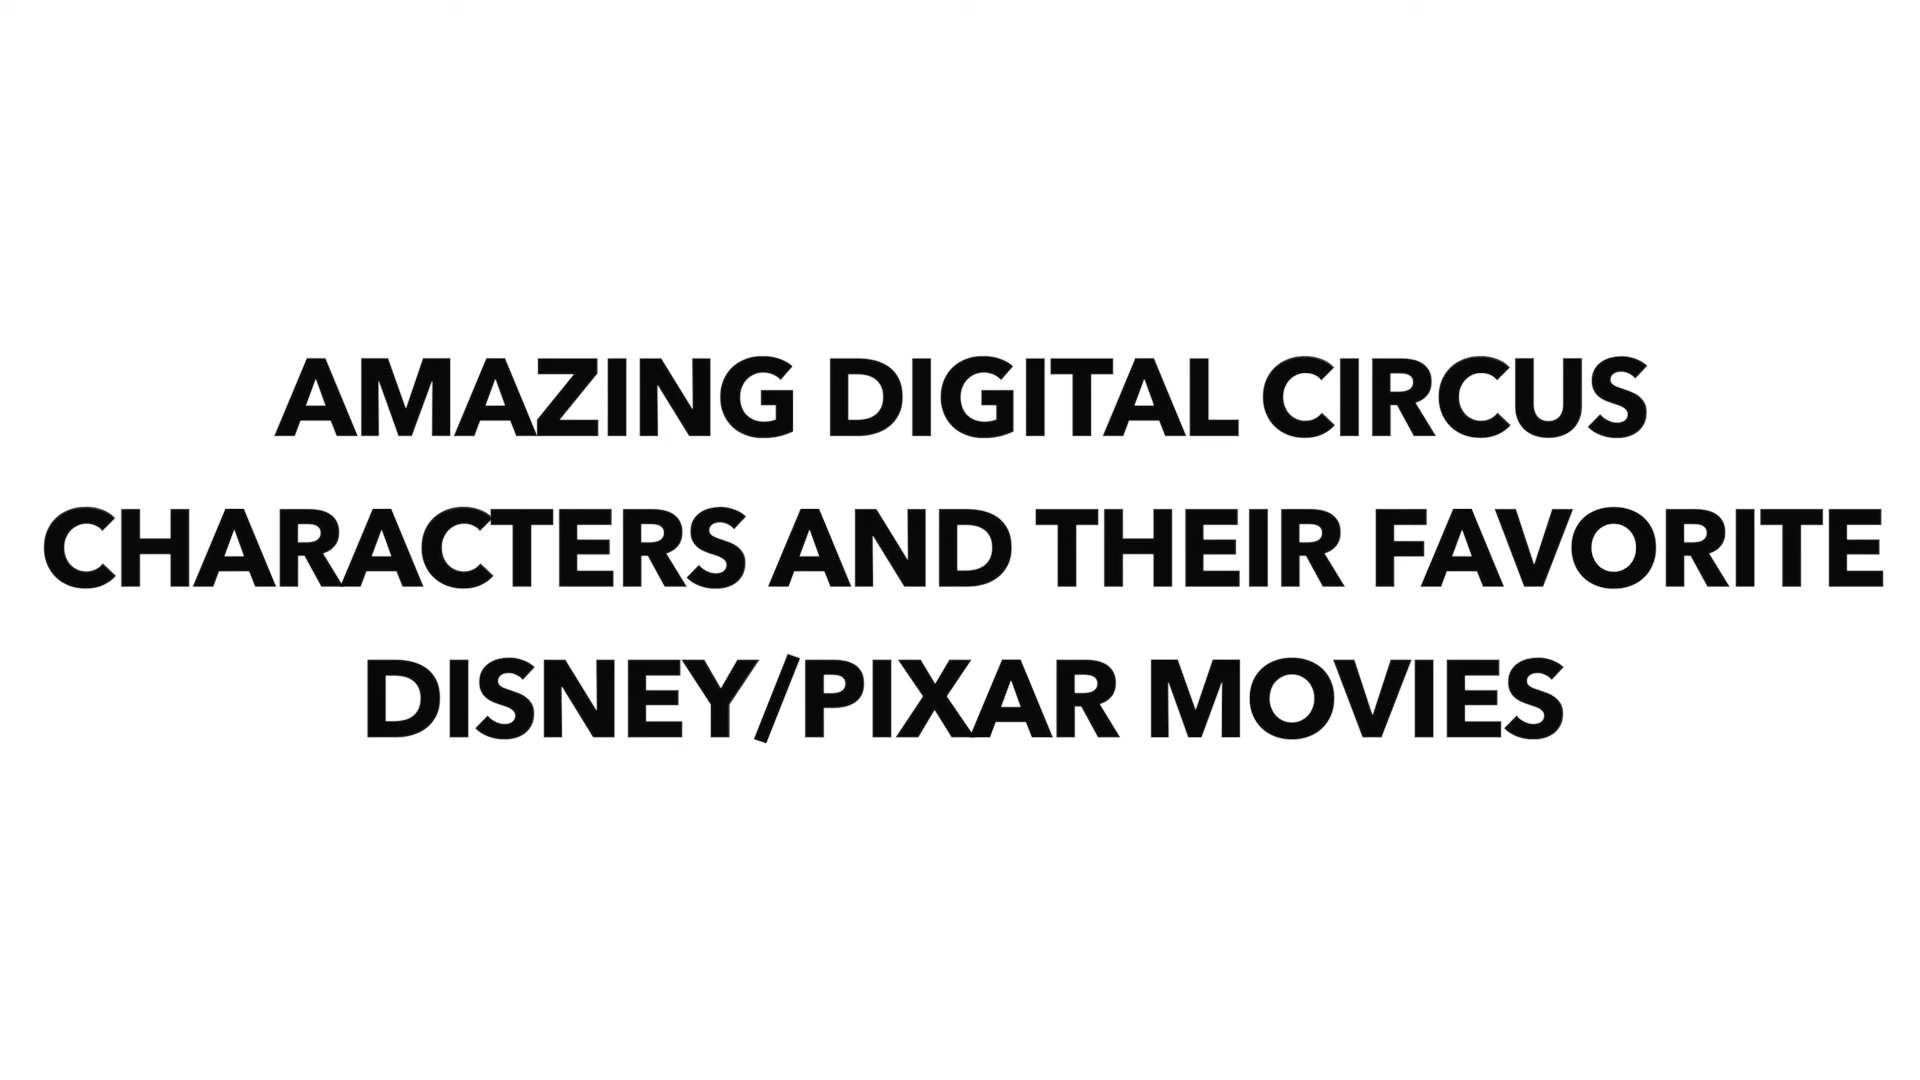 AMAZING DIGITAL CIRCUS
CHARACTERS AND THEIR FAVORITE
DISNEY/PIXAR MOVIES